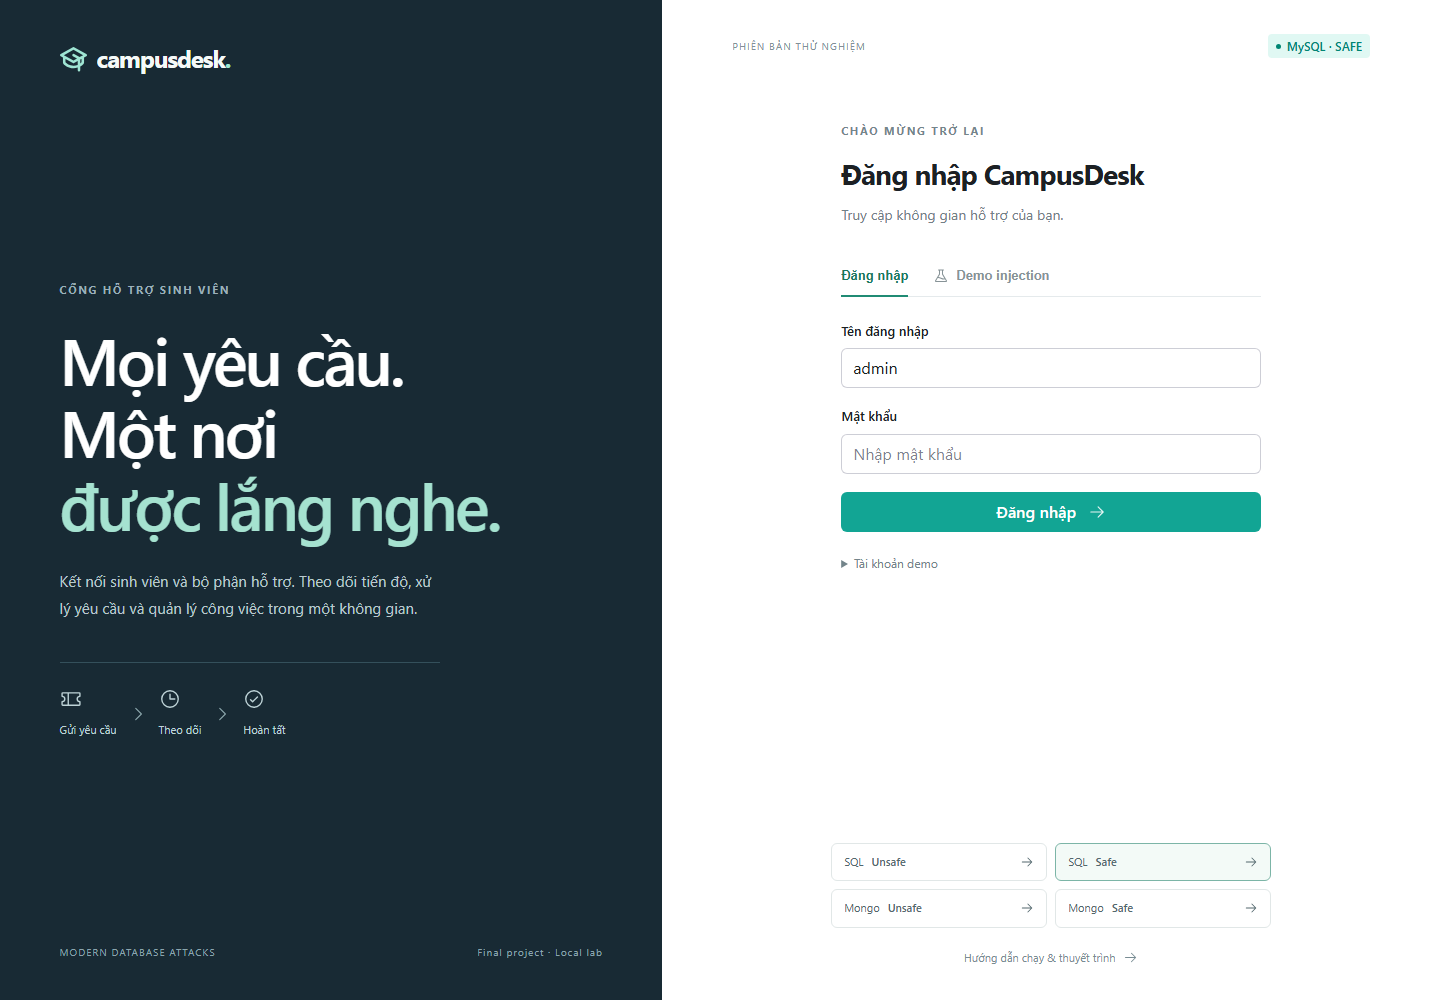 campusdesk.
CỔNG HỖ TRỢ SINH VIÊN
Mọi yêu cầu.
Một nơi
được lắng nghe.
Kết nối sinh viên và bộ phận hỗ trợ. Theo dõi tiến độ, xử
lý yêu cầu và quản lý công việc trong một không gian.
Gửi yêu cầu
Theo dõi
Hoàn tất
MODERN DATABASE ATTACKS
Final project · Local lab
PHIÊN BẢN THỬ NGHIỆM
MySQL · SAFE
CHÀO MỪNG TRỞ LẠI
Đăng nhập CampusDesk
Truy cập không gian hỗ trợ của bạn.
Đăng nhập
Demo injection
Tên đăng nhập
admin
Mật khẩu
Nhập mật khẩu
Đăng nhập
Tài khoản demo
SQL Unsafe
SQL Safe
Mongo Unsafe
Mongo Safe
Hướng dẫn chạy & thuyết trình